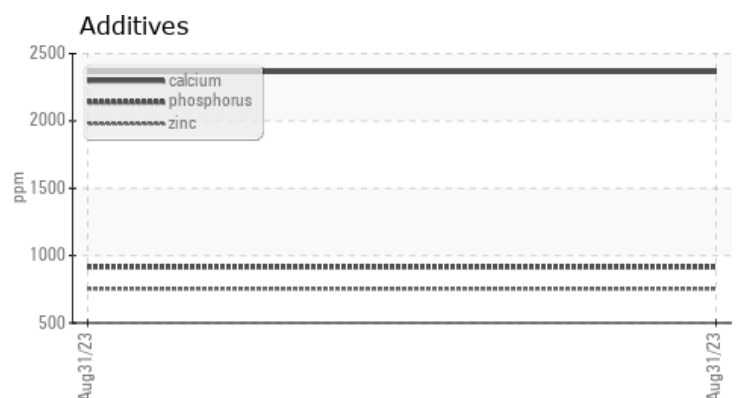 Additives
2500
2000
1500
1000
500
ppm
calcium
phosphorus
zinc
Aug31/23
Aug31/23